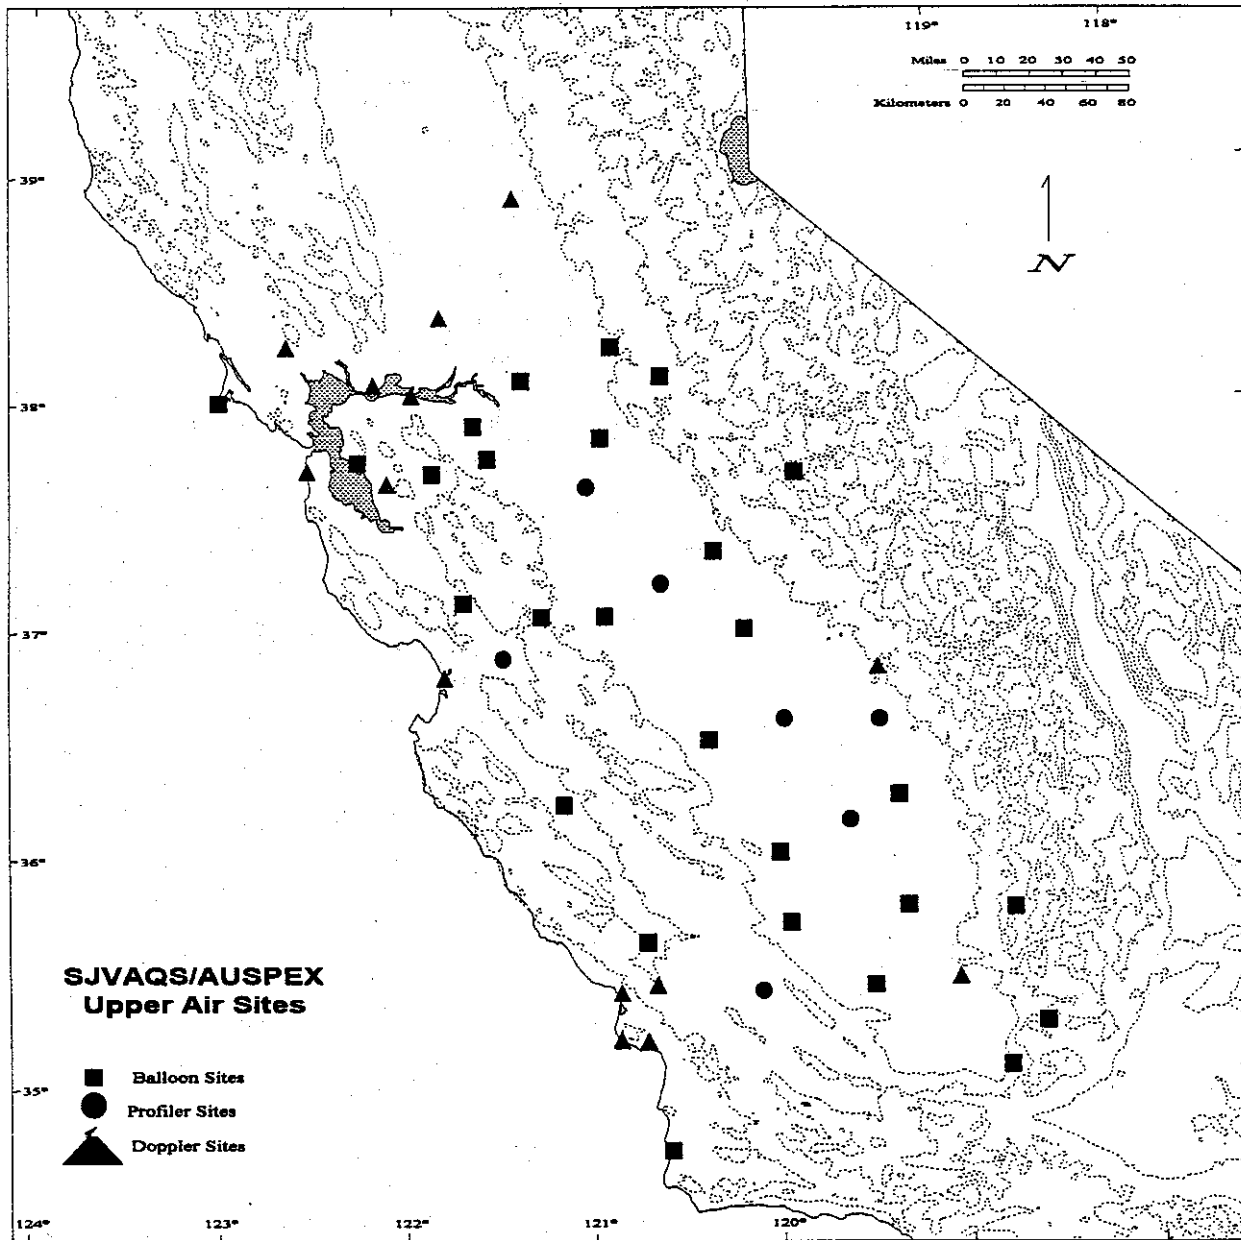 119° 118°
Miles 0 10 20 30 40 50
Kilometers 0 20 40 60 80
39°
N
38°
37°
36°
SJVAQS/AUSPEX
Upper Air Sites
Balloon Sites
35°
Profiler Sites
Doppler Sites
124° 123° 122° 121° 120°